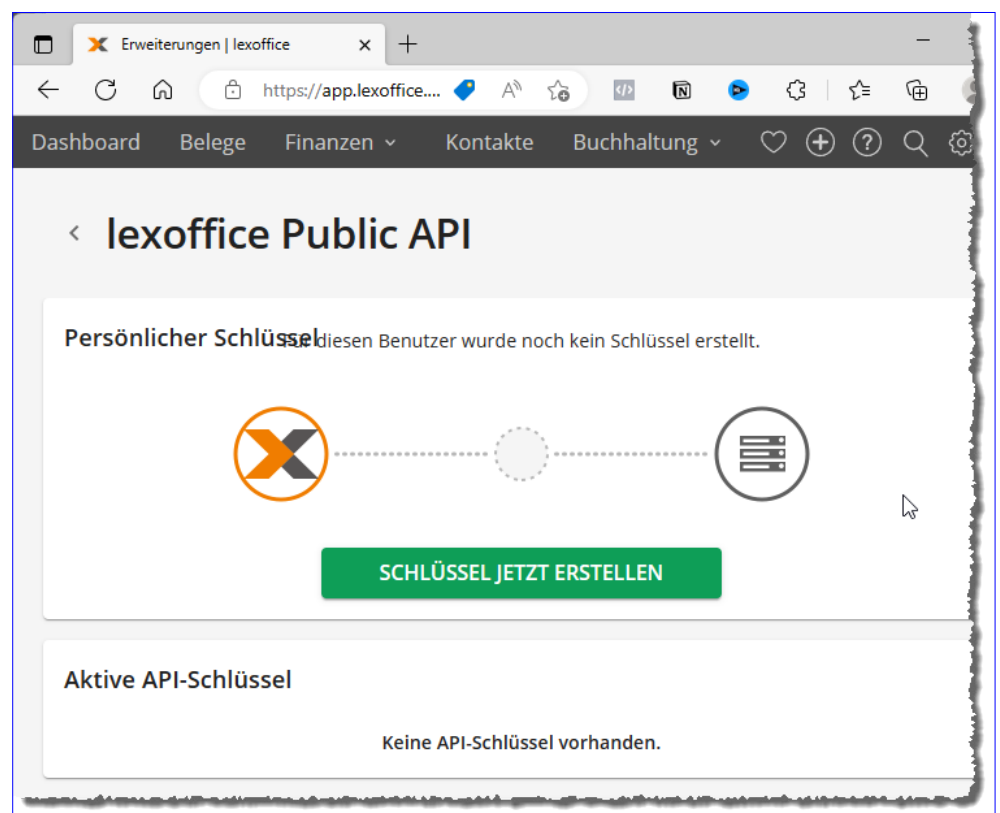 Erweiterungen | lexoffice
https://app.lexoffice....
Dashboard Belege Finanzen Kontakte Buchhaltung
lexoffice Public API
Persönlicher Schlüssel
Für diesen Benutzer wurde noch kein Schlüssel erstellt.
SCHLÜSSEL JETZT ERSTELLEN
Aktive API-Schlüssel
Keine API-Schlüssel vorhanden.